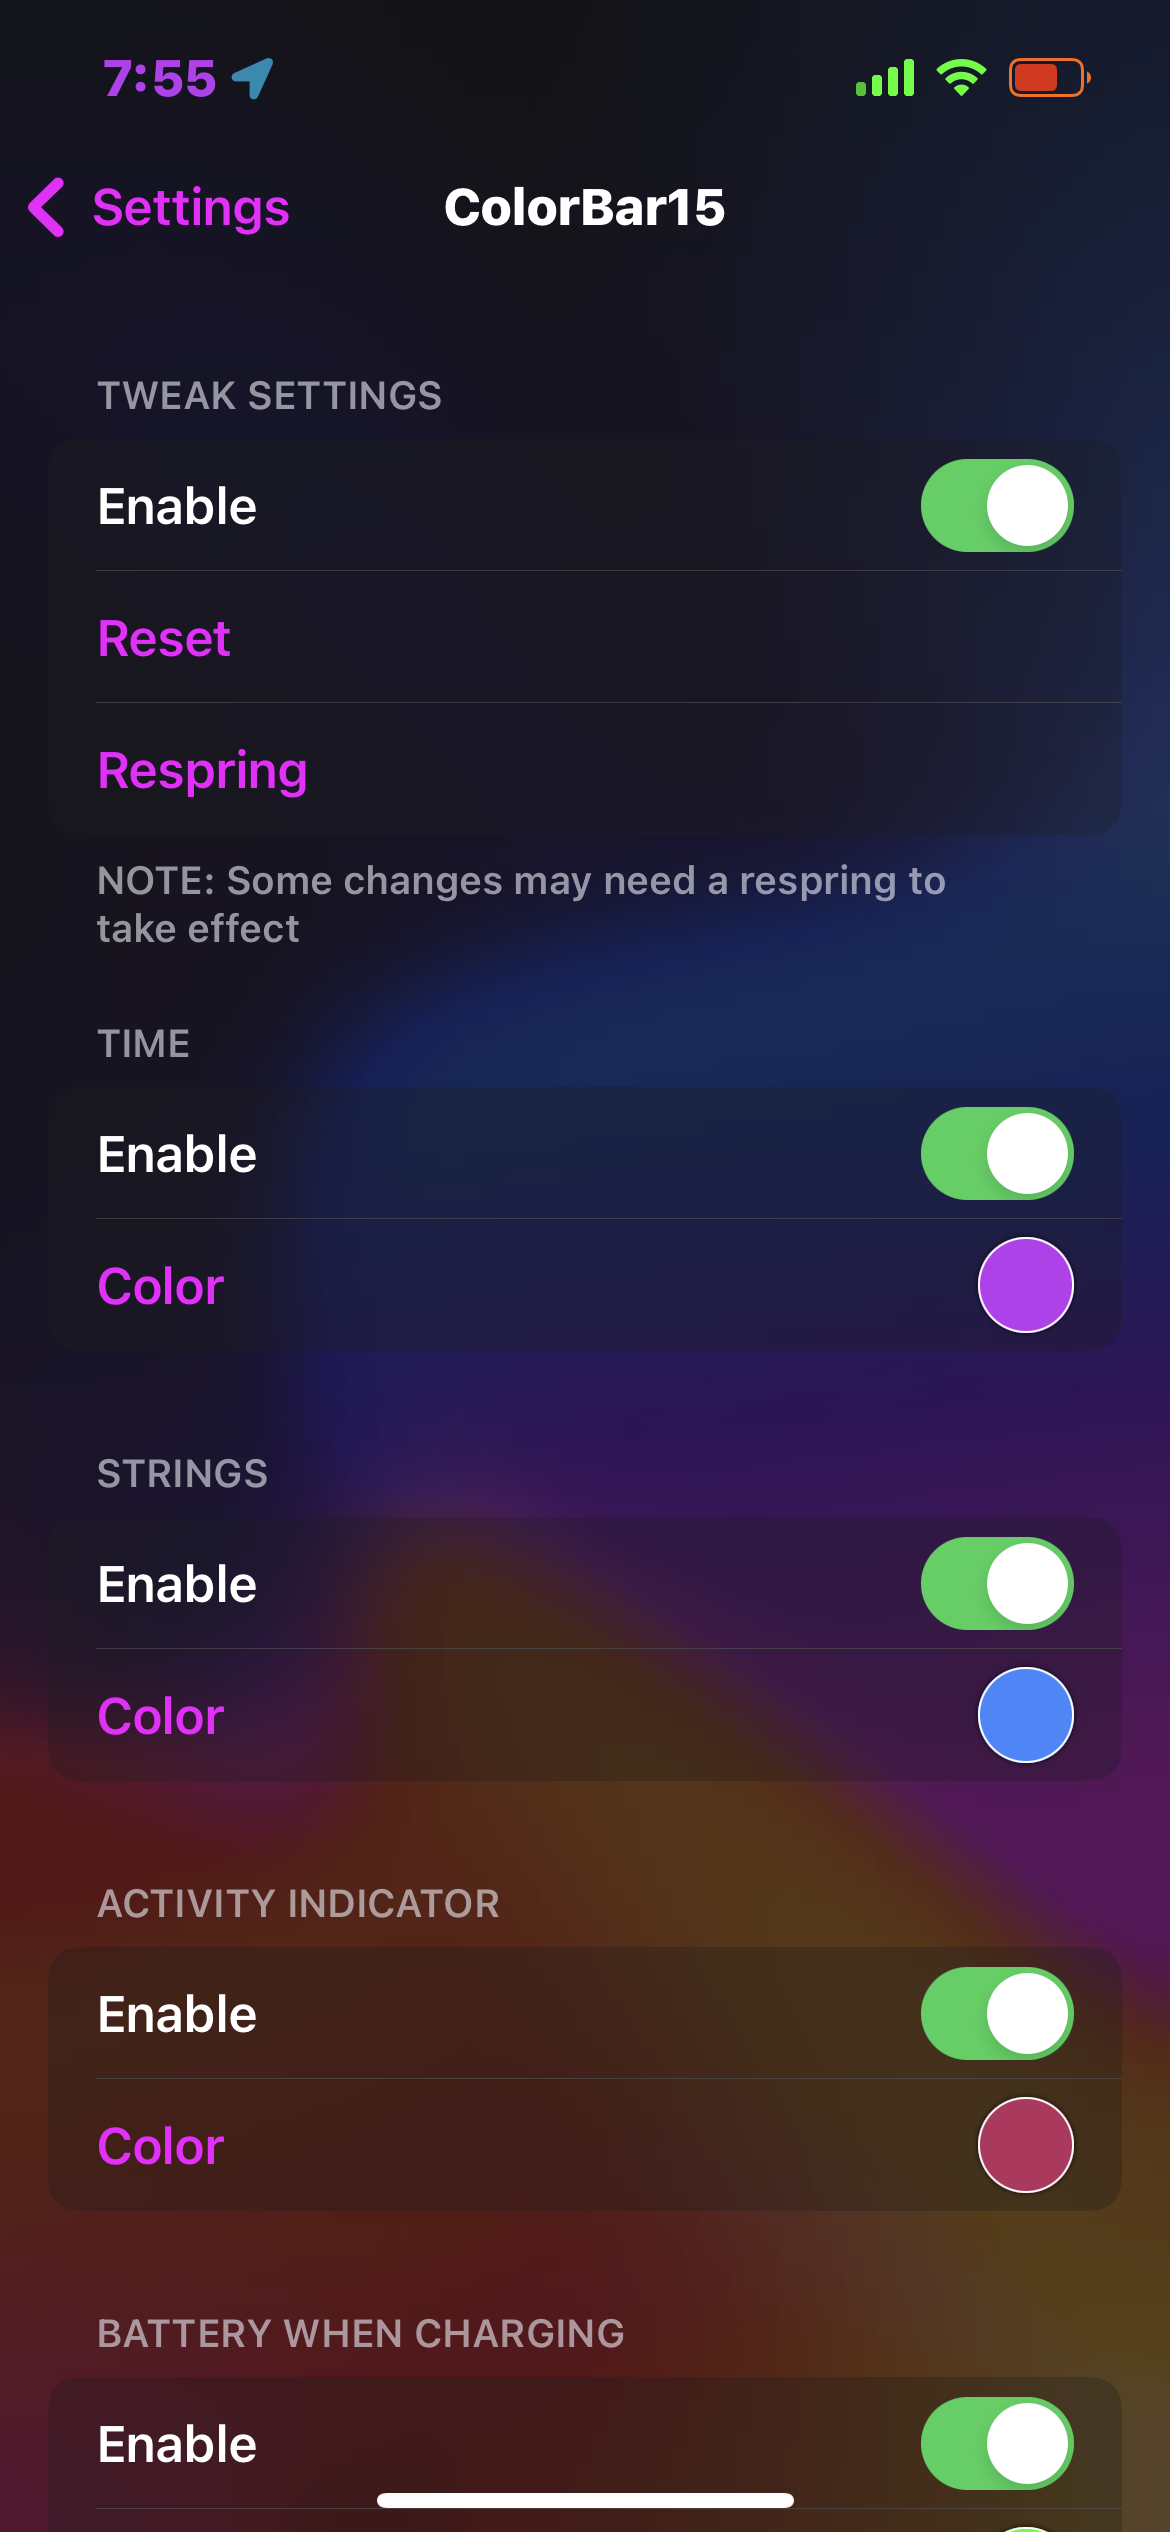 7:55
Settings
ColorBar15
TWEAK SETTINGS
Enable
Reset
Respring
NOTE: Some changes may need a respring to
take effect
TIME
Enable
Color
STRINGS
Enable
Color
ACTIVITY INDICATOR
Enable
Color
BATTERY WHEN CHARGING
Enable